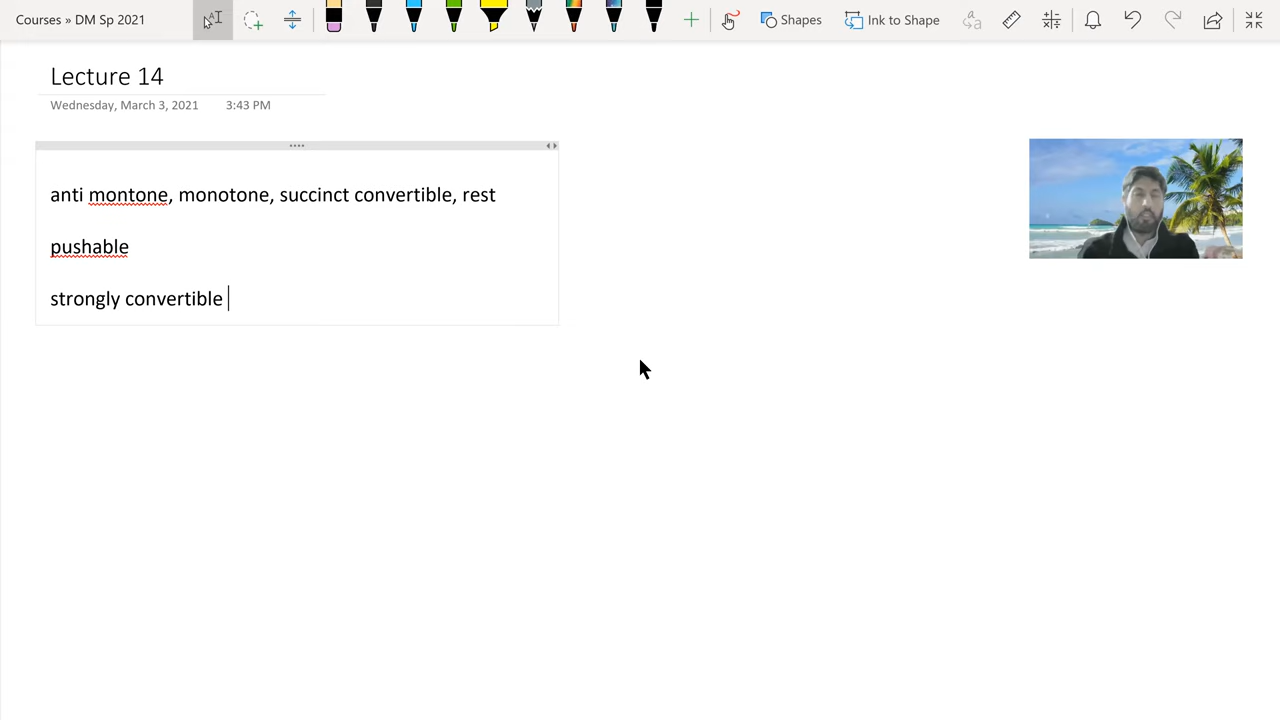 Courses » DM Sp 2021
Shapes
Ink to Shape
Lecture 14
Wednesday, March 3, 2021 3:43 PM
anti montone, monotone, succinct convertible, rest
pushable
strongly convertible